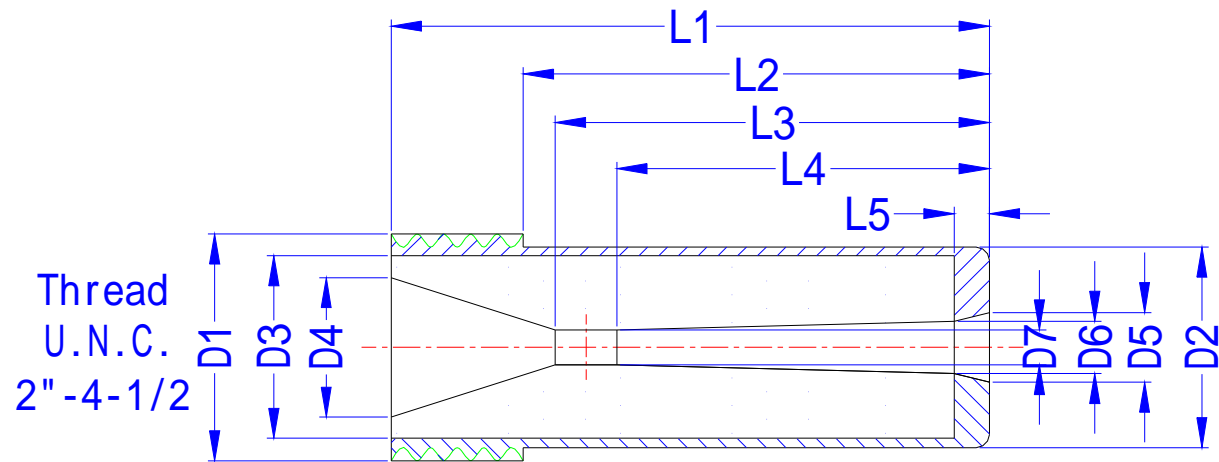 L1
L2
L3
L4
L5
Thread
U.N.C.
2"-4-1/2
D1
D3
D4
D7
D6
D5
D2